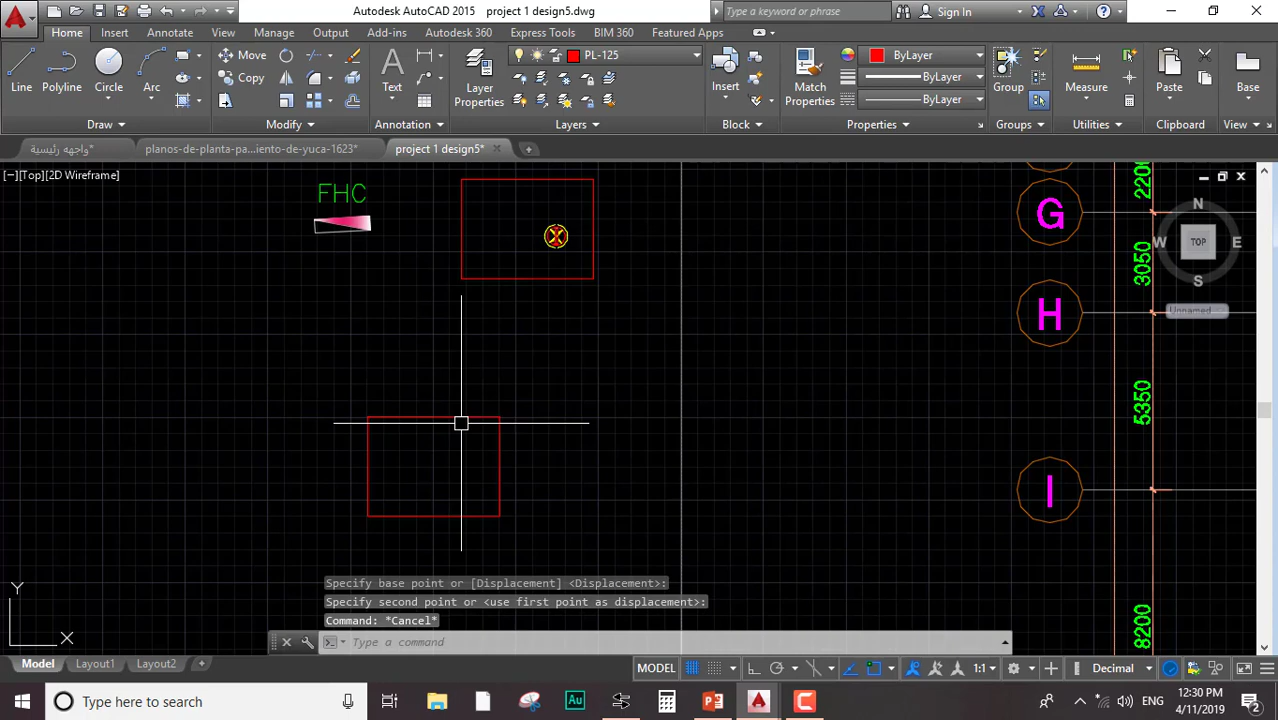 Autodesk AutoCAD 2015 project 1 design5.dwg
Type a keyword or phrase
Sign In
Home Insert Annotate View Manage Output Add-ins Autodesk 360 Express Tools BIM 360 Featured Apps
Line Polyline Circle Arc
Move
Copy
Text
Layer Properties
PL-125
Insert
Match Properties
ByLayer
ByLayer
ByLayer
Group
Measure
Paste
Base
Draw Modify Annotation Layers Block Properties Groups Utilities Clipboard View
واجهه رئيسية*
planos-de-planta-pa...iento-de-yuca-1623*
project 1 design5*
[−][Top][2D Wireframe]
FHC
G
H
I
2200
3050
5350
8200
N
W TOP E
S
Unnamed
Y
X
Specify base point or [Displacement] <Displacement>:
Specify second point or <use first point as displacement>:
Command: *Cancel*
Type a command
Model Layout1 Layout2 +
MODEL
1:1
Decimal
Type here to search
Au
ENG
12:30 PM
4/11/2019
2